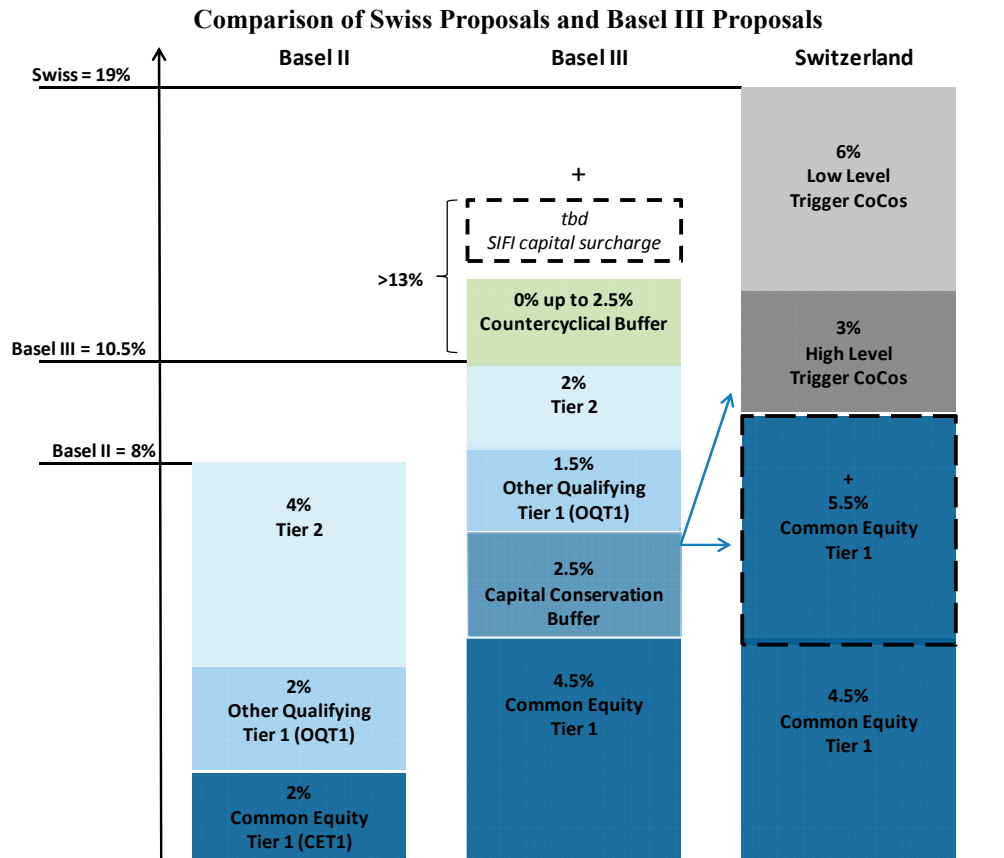 Comparison of Swiss Proposals and Basel III Proposals
Basel II
Basel III
Switzerland
Swiss = 19%
Basel III = 10.5%
Basel II = 8%
4%
Tier 2
2%
Other Qualifying
Tier 1 (OQT1)
2%
Common Equity
Tier 1 (CET1)
+
tbd
SIFI capital surcharge
>13%
0% up to 2.5%
Countercyclical Buffer
2%
Tier 2
1.5%
Other Qualifying
Tier 1 (OQT1)
2.5%
Capital Conservation
Buffer
4.5%
Common Equity
Tier 1
6%
Low Level
Trigger CoCos
3%
High Level
Trigger CoCos
+
5.5%
Common Equity
Tier 1
4.5%
Common Equity
Tier 1